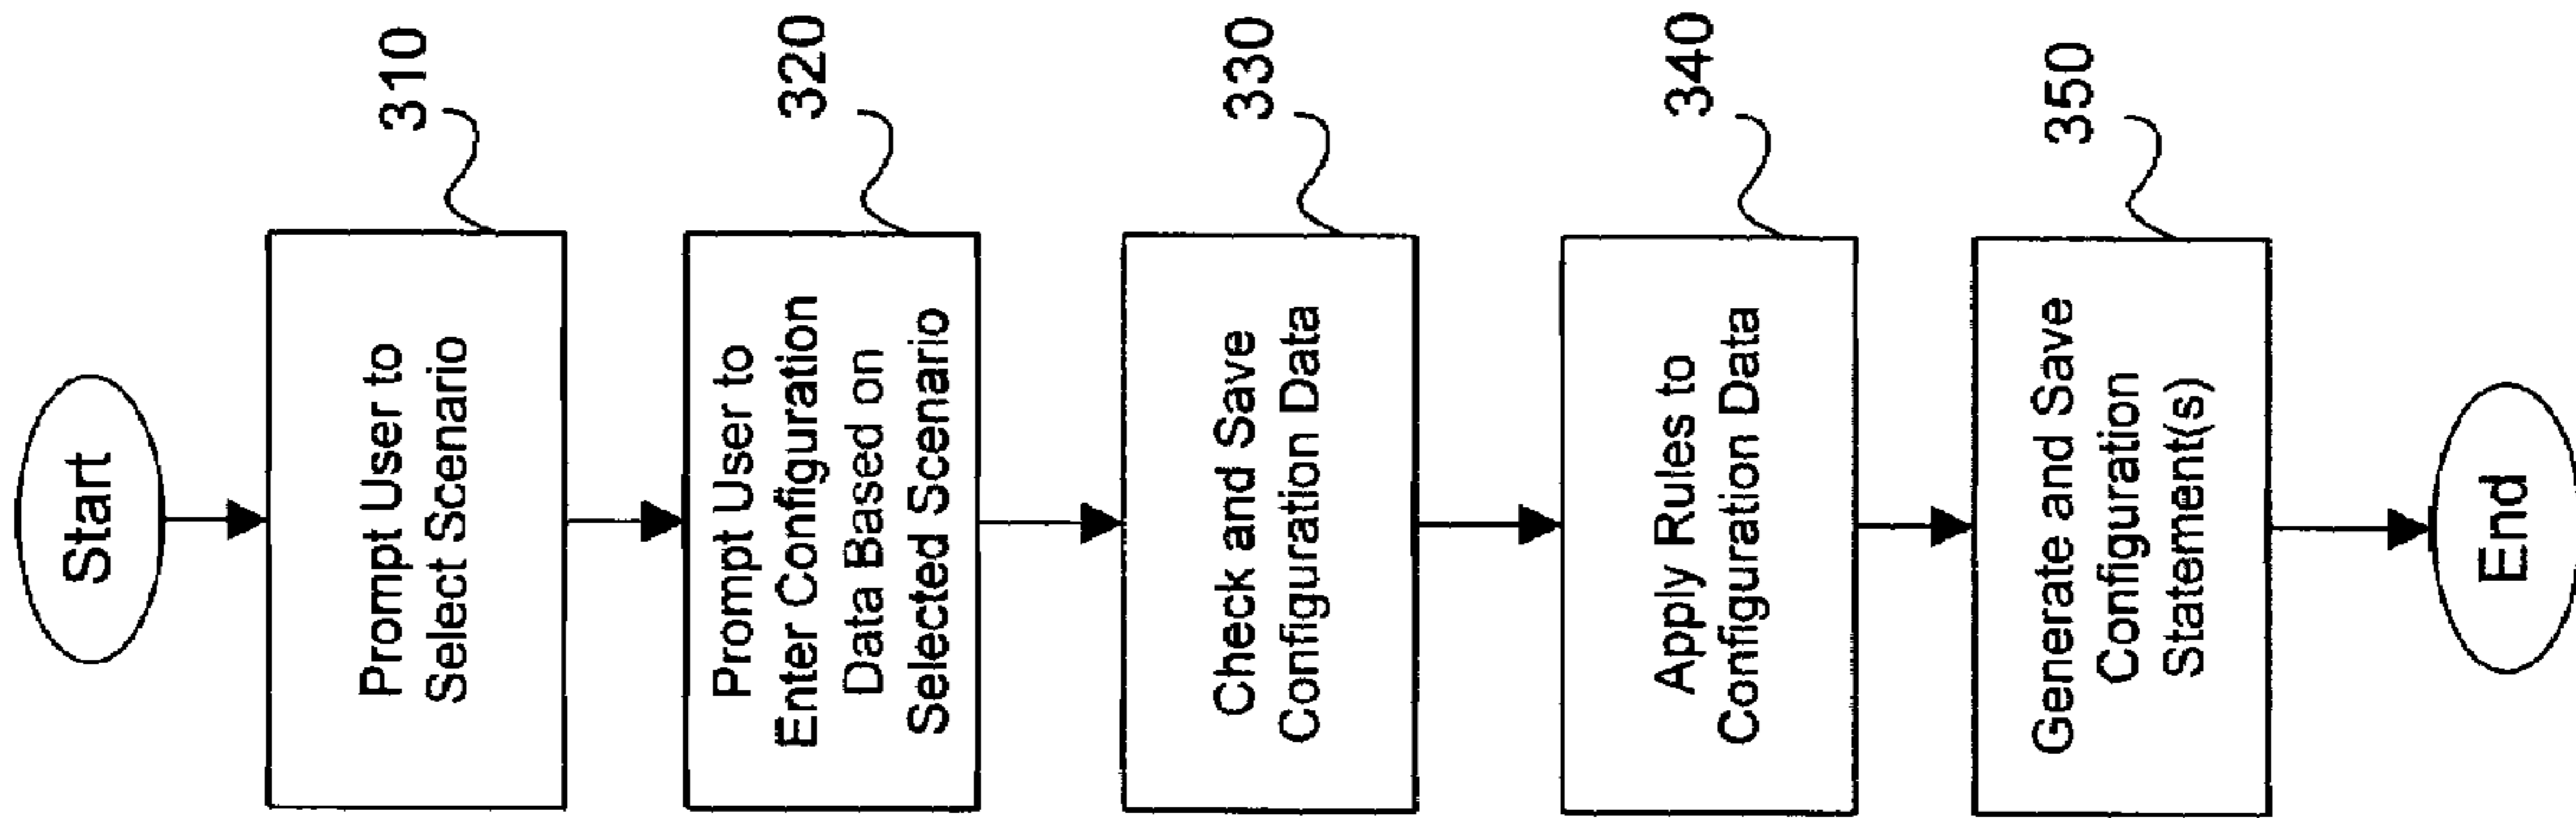 Start
Prompt User to
Select Scenario
310
Prompt User to
Enter Configuration
Data Based on
Selected Scenario
320
Check and Save
Configuration Data
330
Apply Rules to
Configuration Data
340
Generate and Save
Configuration
Statement(s)
350
End